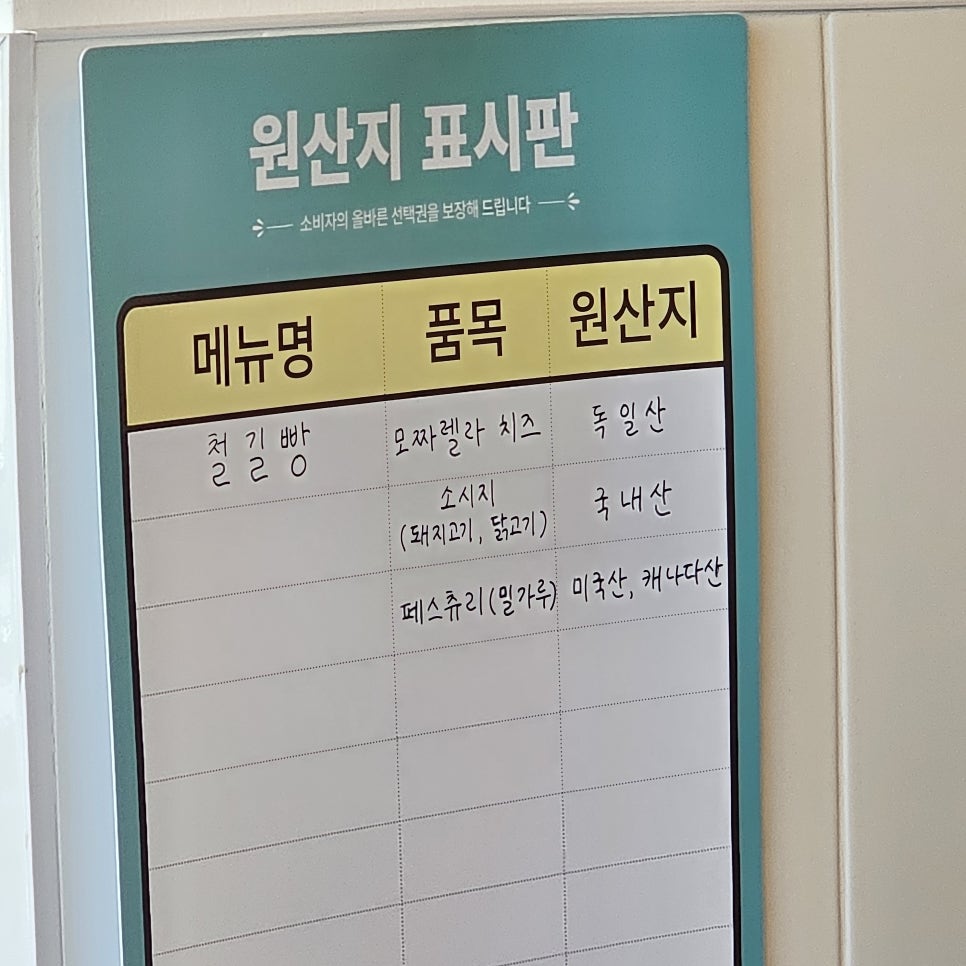 원산지 표시판
소비자의 올바른 선택권을 보장해 드립니다
메뉴명 품목 원산지
철길빵 모짜렐라 치즈 독일산
소시지 국내산
(돼지고기, 닭고기)
페스츄리(밀가루) 미국산, 캐나다산